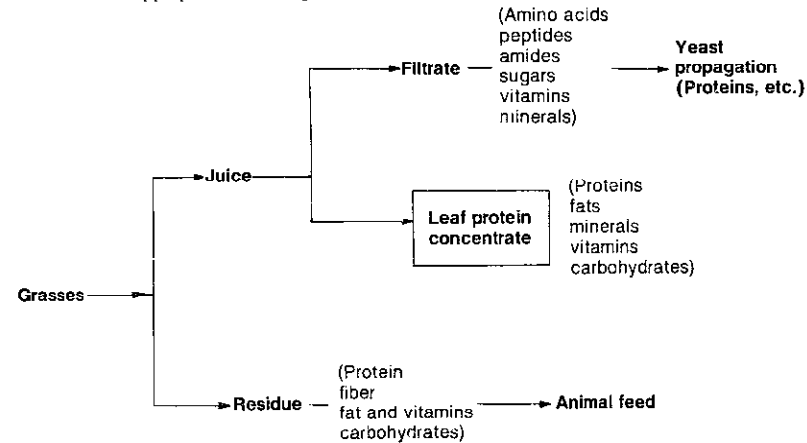 (Amino acids
peptides
amides
sugars
vitamins
minerals)
Filtrate
Yeast
propagation
(Proteins, etc.)
Juice
Leaf protein
concentrate
(Proteins
fats
minerals
vitamins
carbohydrates)
Grasses
Residue
(Protein
fiber
fat and vitamins
carbohydrates)
Animal feed